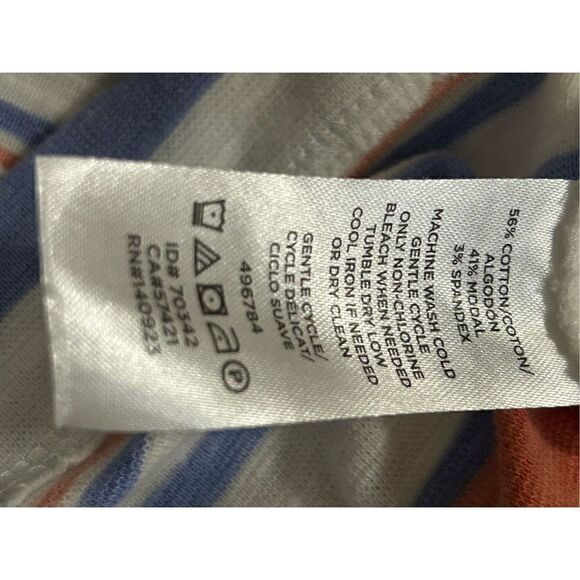 56% COTTON/COTON/
ALGODÓN
41% MODAL
3% SPANDEX
MACHINE WASH COLD
GENTLE CYCLE
ONLY NON-CHLORINE
BLEACH WHEN NEEDED
TUMBLE DRY LOW
COOL IRON IF NEEDED
OR DRY CLEAN
GENTLE CYCLE/
CYCLE DELICAT/
CICLO SUAVE
496784
P
ID# 70342
CA#57421
RN#140923